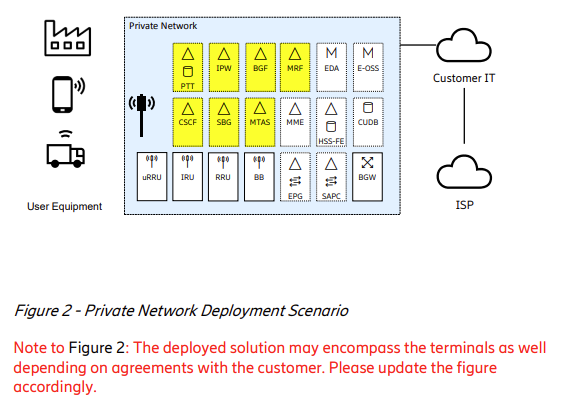 Private Network
PTT
IPW
BGF
MRF
M
EDA
M
E-OSS
Customer IT
CSCF
SBG
MTAS
MME
HSS-FE
CUDB
uRRU
IRU
RRU
BB
EPG
SAPC
BGW
User Equipment
ISP
Figure 2 - Private Network Deployment Scenario
Note to Figure 2: The deployed solution may encompass the terminals as well
depending on agreements with the customer. Please update the figure
accordingly.